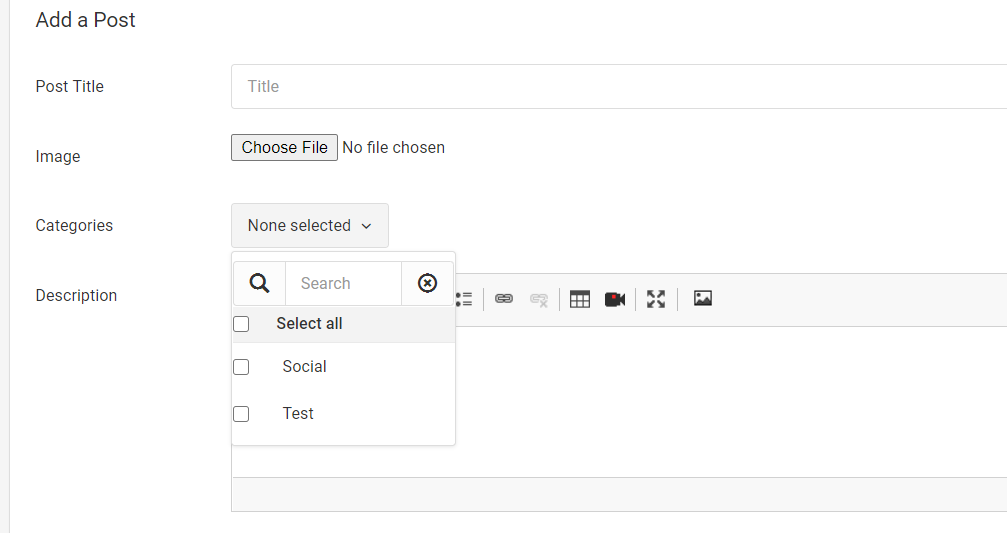 Add a Post
Post Title
Title
Image
Choose File No file chosen
Categories
None selected
Search
Description
Select all
Social
Test